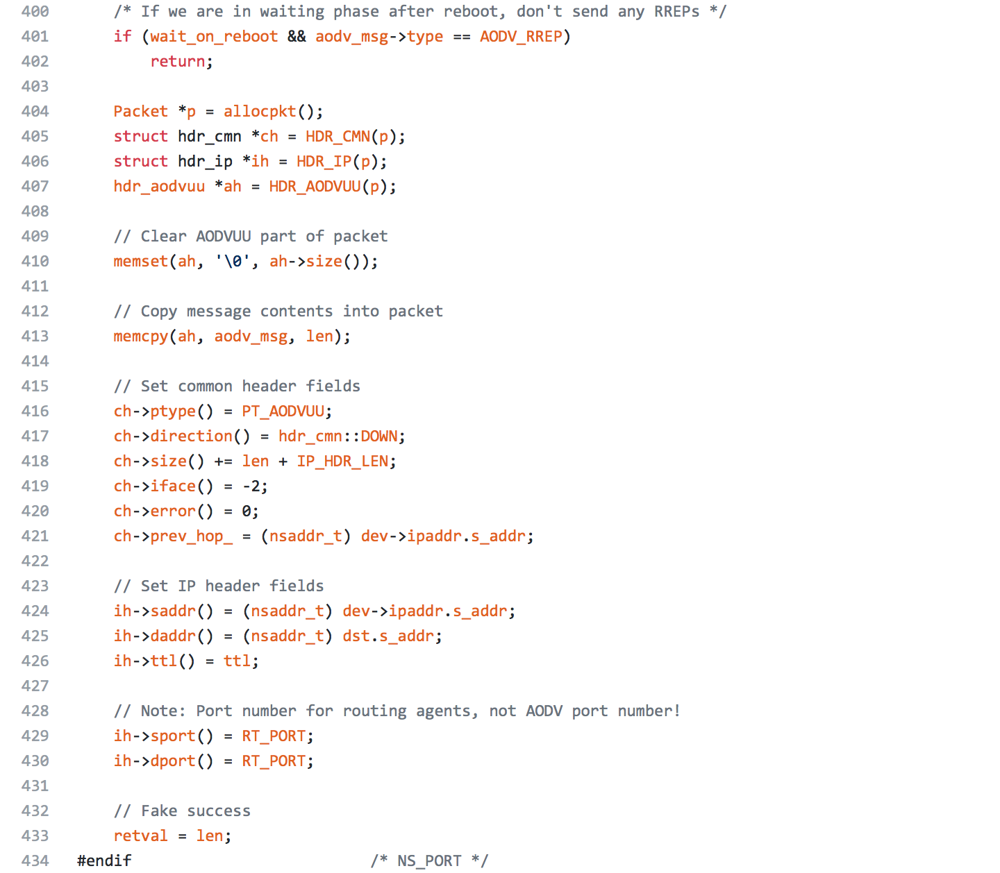 400 /* If we are in waiting phase after reboot, don't send any RREPs */
401 if (wait_on_reboot && aodv_msg->type == AODV_RREP)
402 return;
403
404 Packet *p = allocpkt();
405 struct hdr_cmn *ch = HDR_CMN(p);
406 struct hdr_ip *ih = HDR_IP(p);
407 hdr_aodvuu *ah = HDR_AODVUU(p);
408
409 // Clear AODVUU part of packet
410 memset(ah, '\0', ah->size());
411
412 // Copy message contents into packet
413 memcpy(ah, aodv_msg, len);
414
415 // Set common header fields
416 ch->ptype() = PT_AODVUU;
417 ch->direction() = hdr_cmn::DOWN;
418 ch->size() += len + IP_HDR_LEN;
419 ch->iface() = -2;
420 ch->error() = 0;
421 ch->prev_hop_ = (nsaddr_t) dev->ipaddr.s_addr;
422
423 // Set IP header fields
424 ih->saddr() = (nsaddr_t) dev->ipaddr.s_addr;
425 ih->daddr() = (nsaddr_t) dst.s_addr;
426 ih->ttl() = ttl;
427
428 // Note: Port number for routing agents, not AODV port number!
429 ih->sport() = RT_PORT;
430 ih->dport() = RT_PORT;
431
432 // Fake success
433 retval = len;
434 #endif /* NS_PORT */